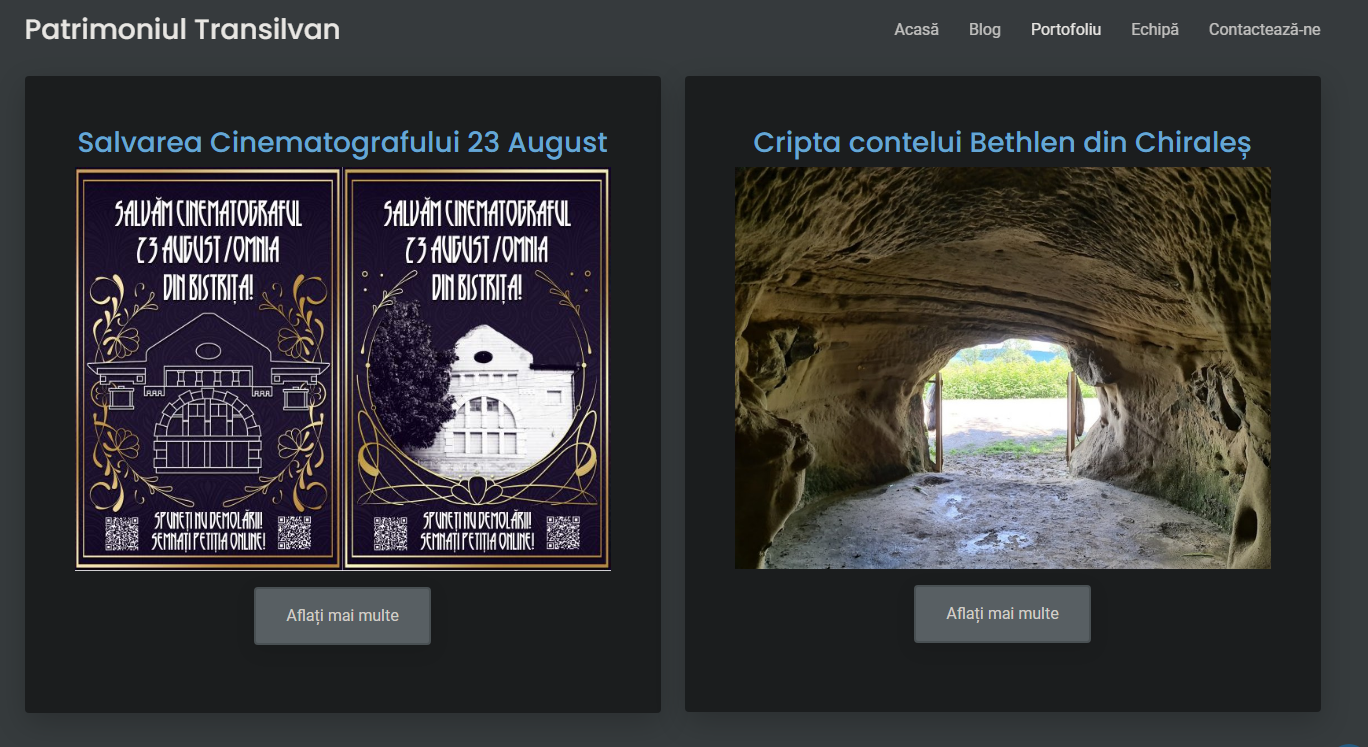 Patrimoniul Transilvan
Acasă Blog Portofoliu Echipă Contactează-ne
Salvarea Cinematografului 23 August
SALVĂM CINEMATOGRAFUL
23 AUGUST /OMNIA
DIN BISTRIȚA!
SPUNEȚI NU DEMOLĂRII!
SEMNAȚI PETIȚIA ONLINE!
SALVĂM CINEMATOGRAFUL
23 AUGUST /OMNIA
DIN BISTRIȚA!
SPUNEȚI NU DEMOLĂRII!
SEMNAȚI PETIȚIA ONLINE!
Aflați mai multe
Cripta contelui Bethlen din Chiraleș
Aflați mai multe